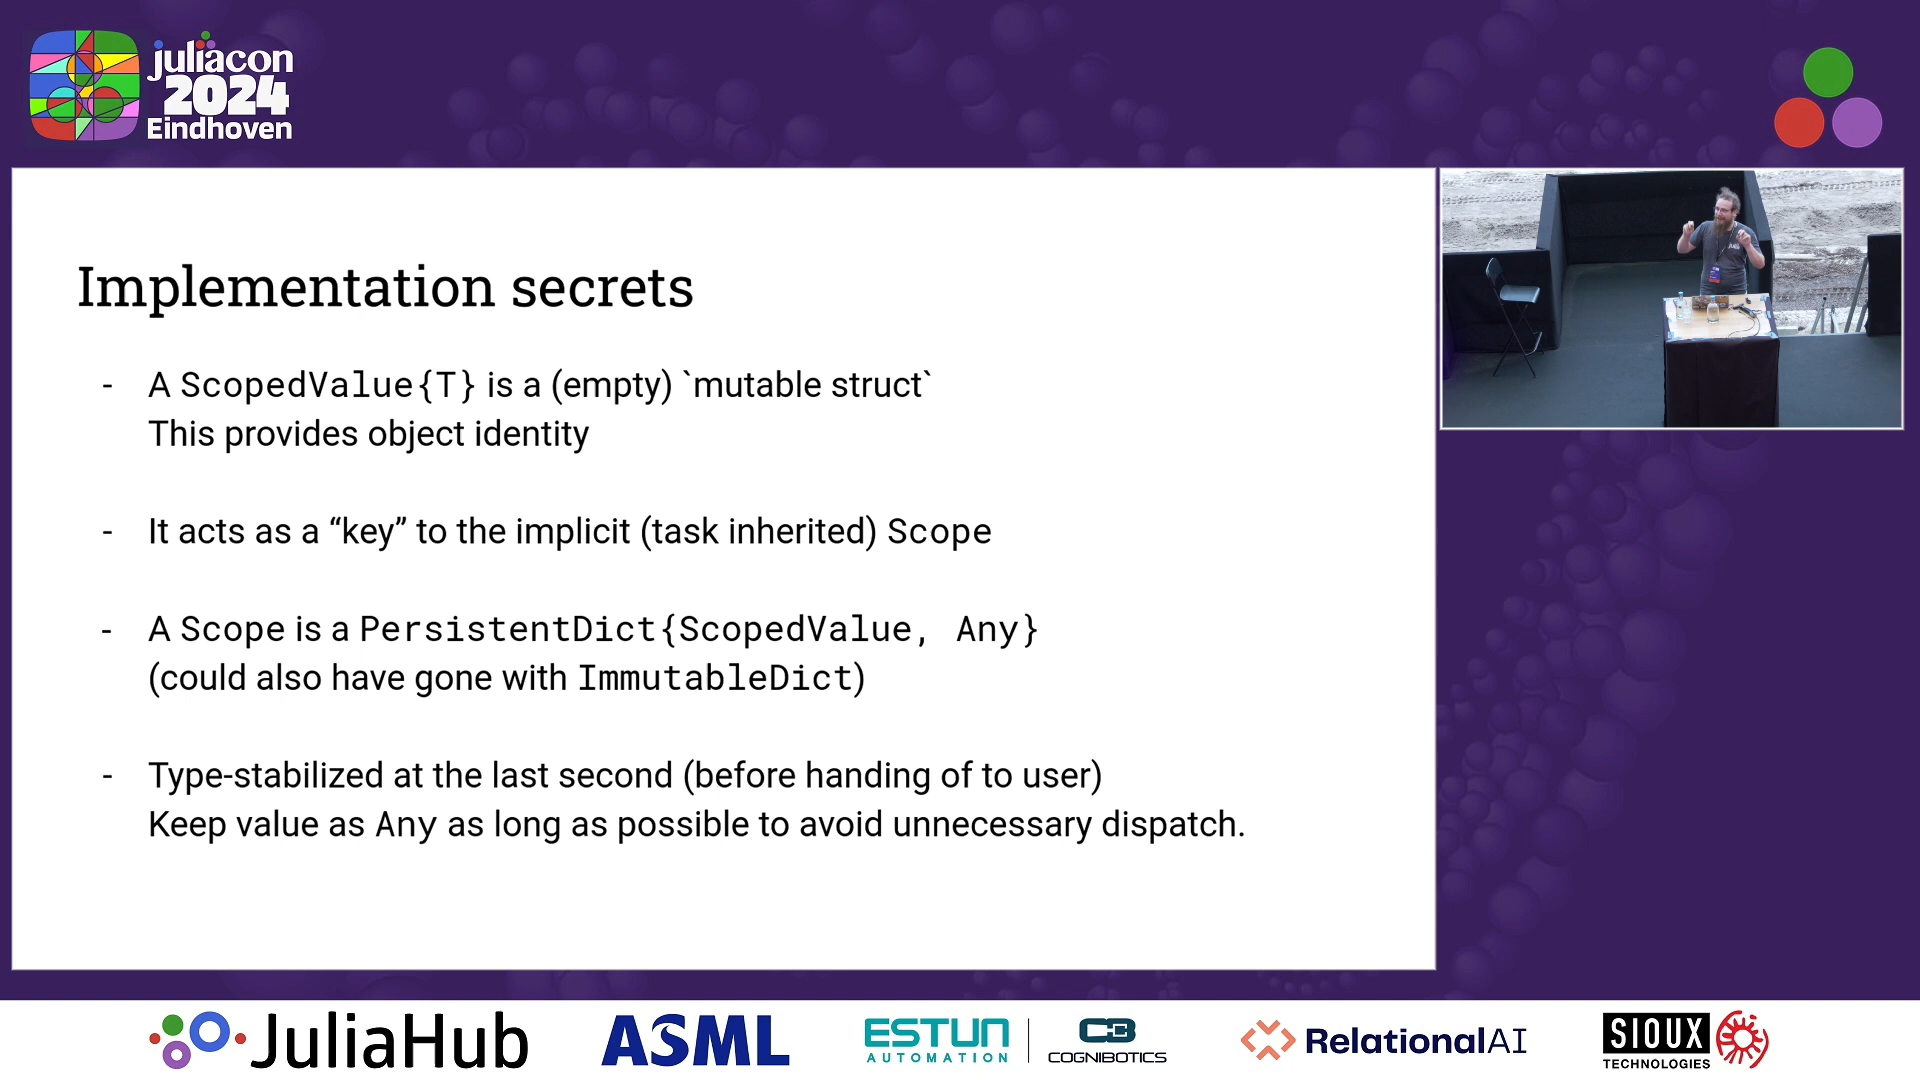 juliacon
2024
Eindhoven
Implementation secrets
- A ScopedValue{T} is a (empty) `mutable struct`
This provides object identity
- It acts as a “key” to the implicit (task inherited) Scope
- A Scope is a PersistentDict{ScopedValue, Any}
(could also have gone with ImmutableDict)
- Type-stabilized at the last second (before handing of to user)
Keep value as Any as long as possible to avoid unnecessary dispatch.
JuliaHub
ASML
ESTUN
AUTOMATION
COGNIBOTICS
RelationalAI
SIOUX
TECHNOLOGIES